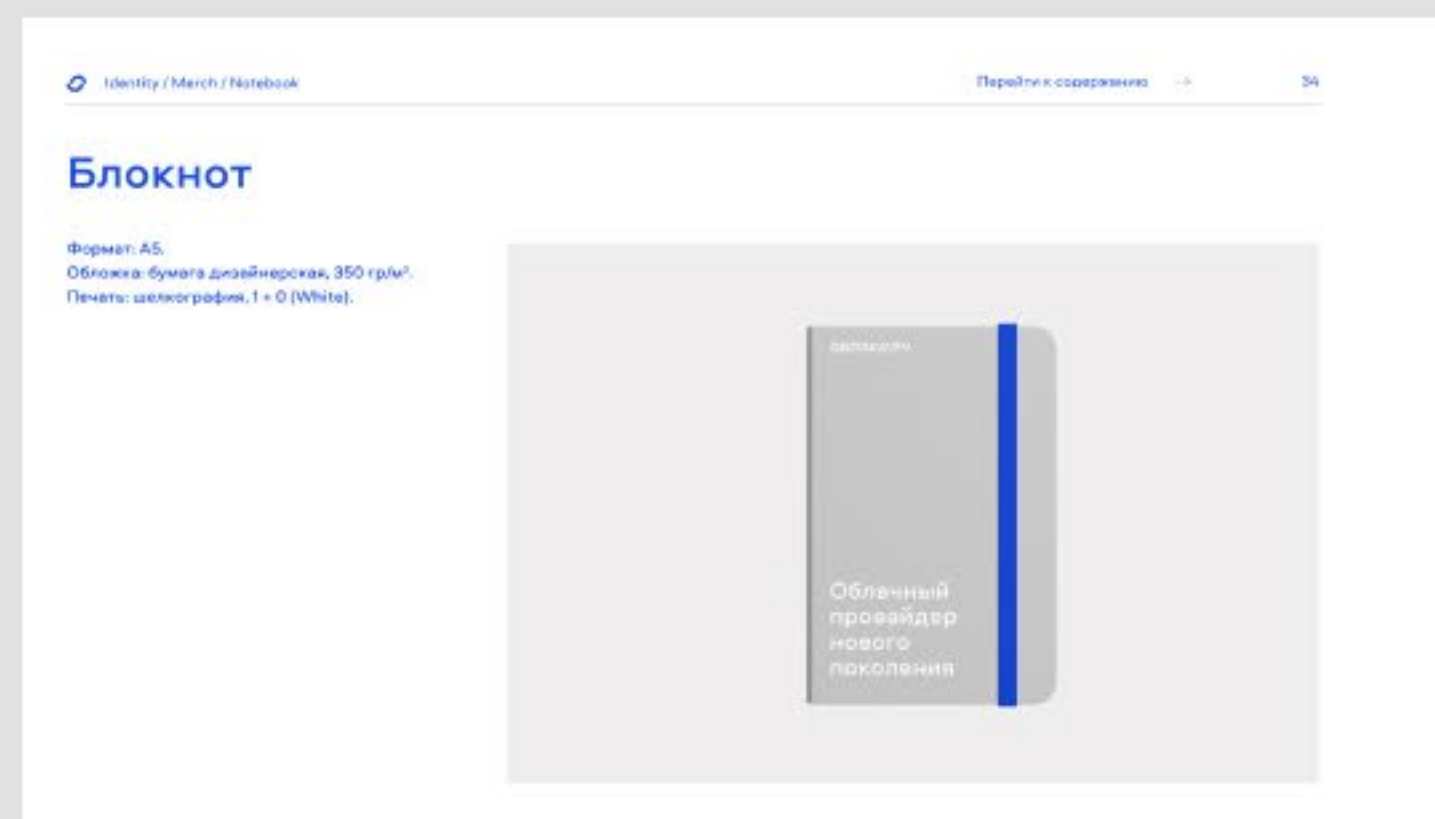 Identity / Merch / Notebook
Перейти к содержанию → 34
Блокнот
Формат: А5.
Обложка: бумага дизайнерская, 350 гр/м².
Печать: шелкография, 1 + 0 (White).
Облачный
провайдер
нового
поколения